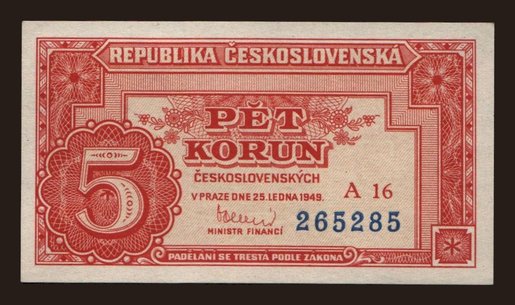 REPUBLIKA ČESKOSLOVENSKÁ
PĚT
KORUN
ČESKOSLOVENSKÝCH
V PRAZE DNE 25. LEDNA 1949.
A 16
265285
MINISTR FINANCÍ
5
PADĚLÁNÍ SE TRESTÁ PODLE ZÁKONA